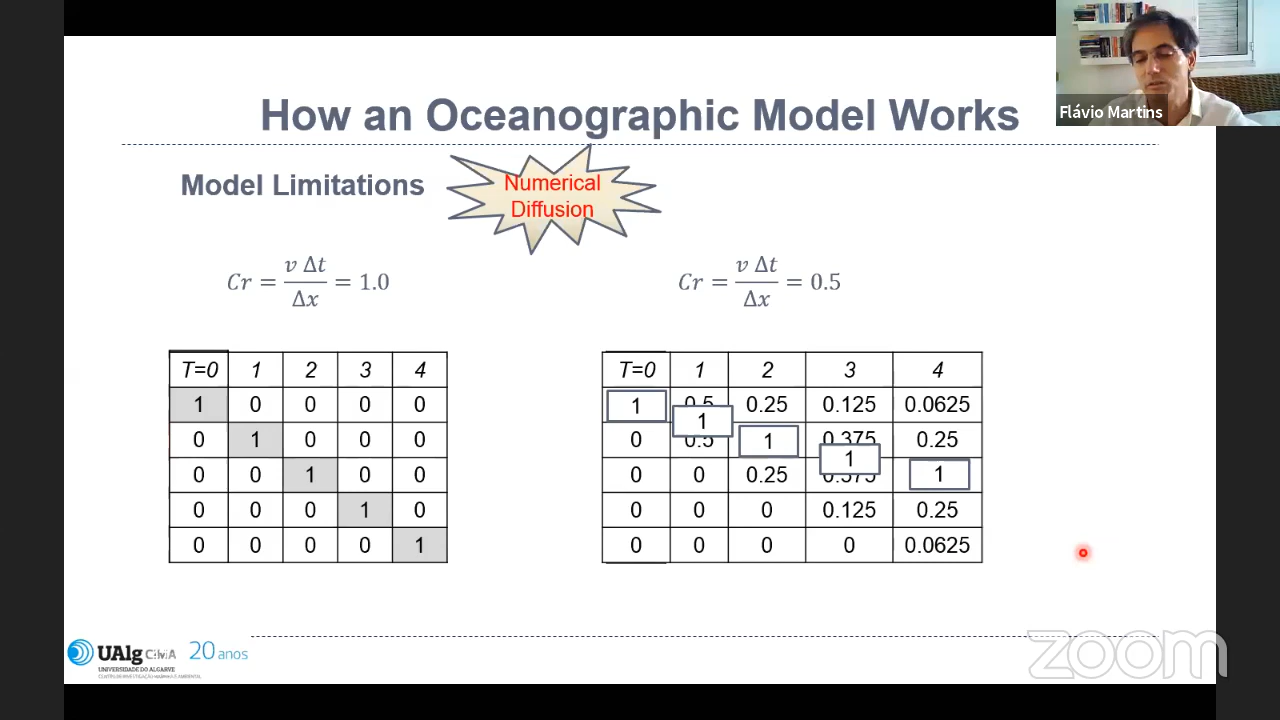 How an Oceanographic Model Works
Flávio Martins
Model Limitations
Numerical
Diffusion
Cr = v Δt / Δx = 1.0
Cr = v Δt / Δx = 0.5
T=0 1 2 3 4
1 0 0 0 0
0 1 0 0 0
0 0 1 0 0
0 0 0 1 0
0 0 0 0 1
T=0 1 2 3 4
1 0.5 0.25 0.125 0.0625
1
0 0.5 1 0.375 0.25
1
0 0 0.25 0.375 1
0 0 0 0.125 0.25
0 0 0 0 0.0625
UAlg CIMA 20 anos
UNIVERSIDADE DO ALGARVE
CENTRO DE INVESTIGAÇÃO MARINHA E AMBIENTAL
zoom